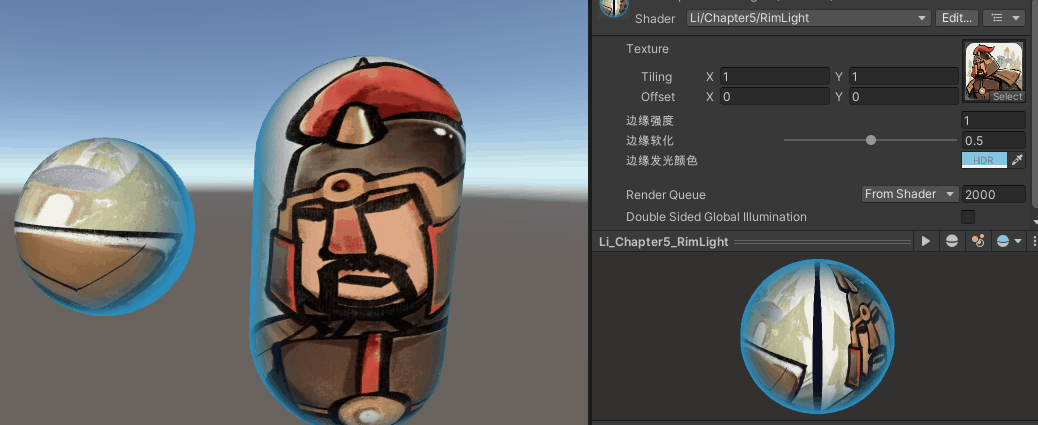 Shader Li/Chapter5/RimLight Edit...
Texture
Tiling X 1 Y 1
Offset X 0 Y 0
Select
边缘强度 1
边缘软化 0.5
边缘发光颜色 HDR
Render Queue From Shader 2000
Double Sided Global Illumination
Li_Chapter5_RimLight